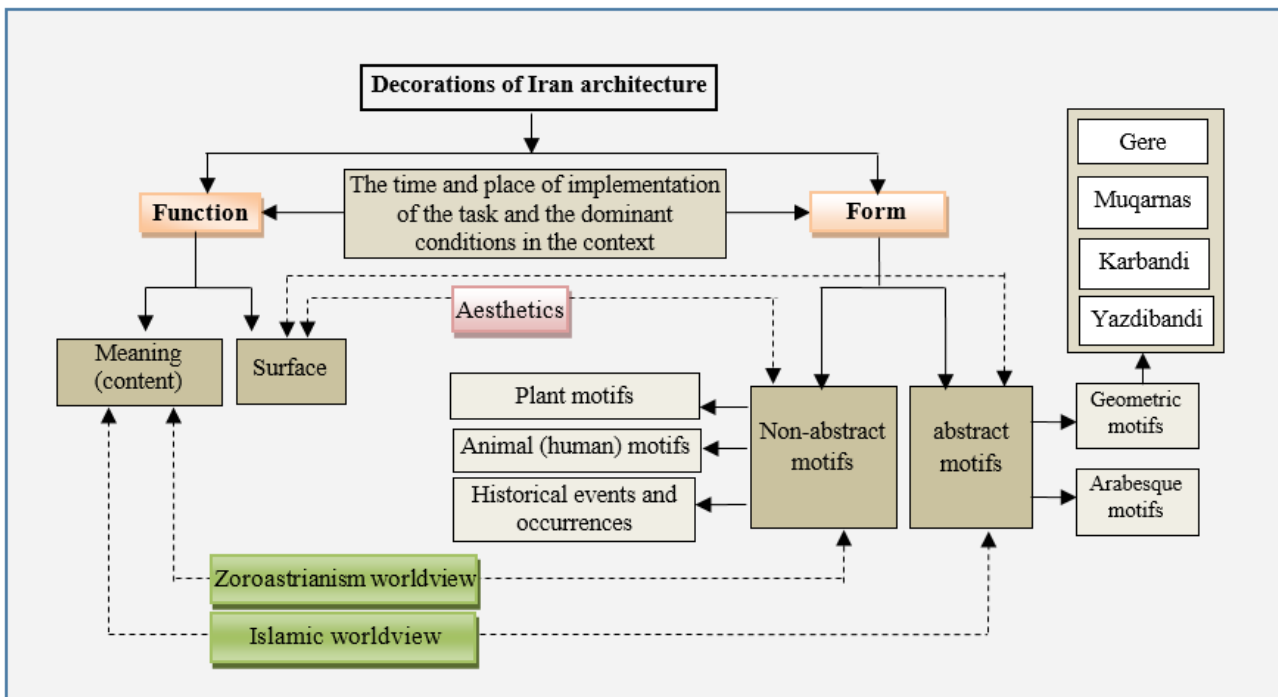 Decorations of Iran architecture
Gere
Muqarnas
Karbandi
Yazdibandi
The time and place of implementation
of the task and the dominant
conditions in the context
Function
Form
Aesthetics
Meaning
(content)
Surface
Plant motifs
Animal (human) motifs
Historical events and
occurrences
Non-abstract
motifs
abstract
motifs
Geometric
motifs
Arabesque
motifs
Zoroastrianism worldview
Islamic worldview